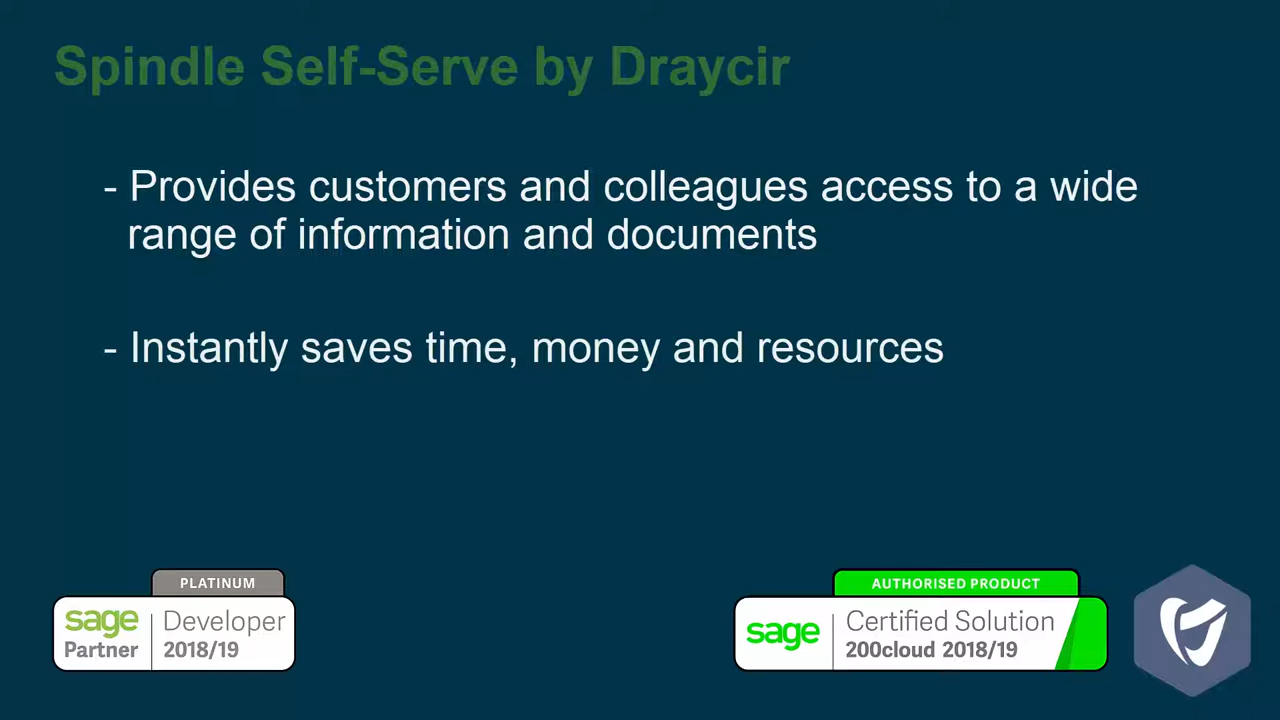 Spindle Self-Serve by Draycir
- Provides customers and colleagues access to a wide
range of information and documents
- Instantly saves time, money and resources
PLATINUM
sage
Partner
Developer
2018/19
AUTHORISED PRODUCT
sage
Certified Solution
200cloud 2018/19